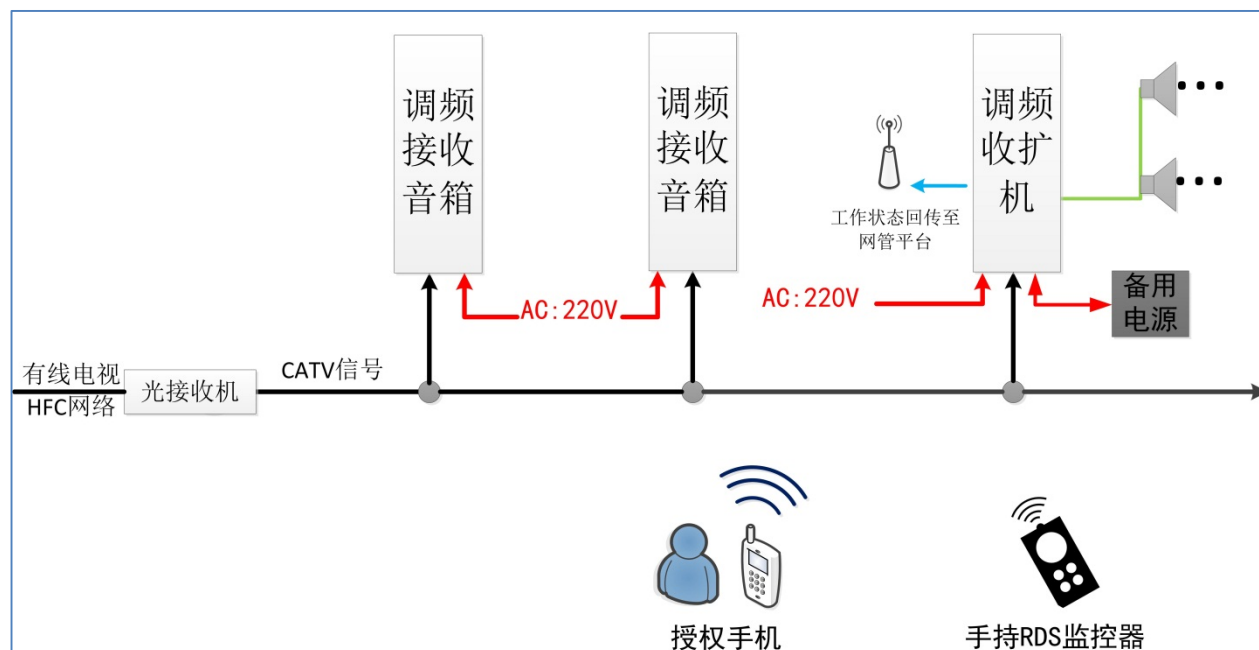 调频
接收
音箱
调频
接收
音箱
调频
收扩
机
工作状态回传至
网管平台
AC:220V
AC:220V
备用
电源
有线电视
HFC网络
光接收机
CATV信号
授权手机
手持RDS监控器